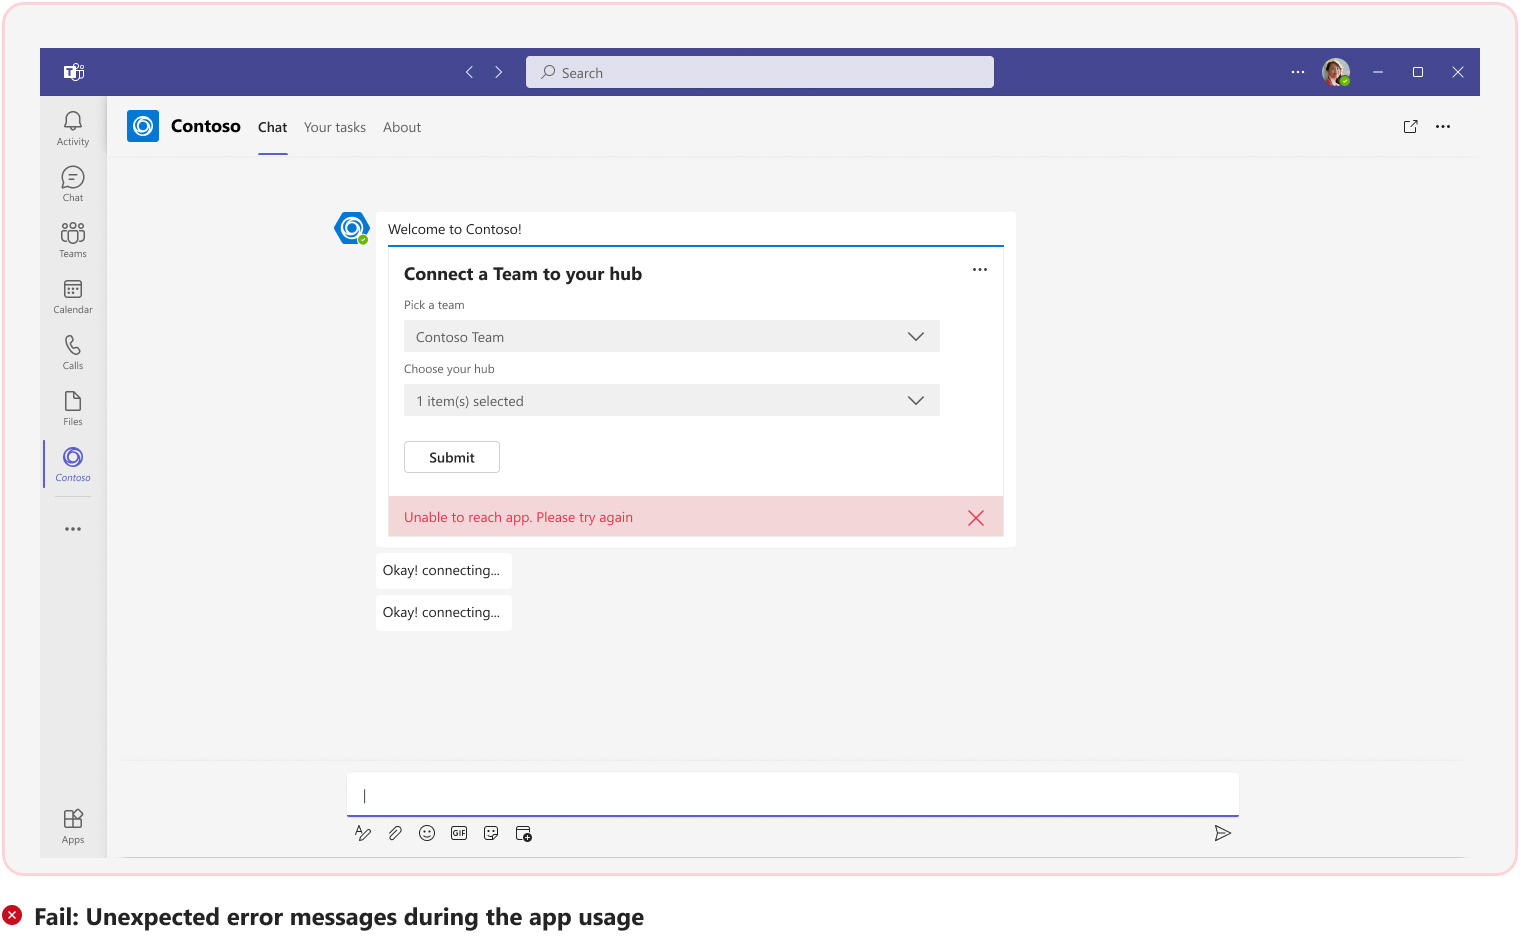 Search
Activity
Chat
Teams
Calendar
Calls
Files
Contoso
Apps
Contoso Chat Your tasks About
Welcome to Contoso!
Connect a Team to your hub
Pick a team
Contoso Team
Choose your hub
1 item(s) selected
Submit
Unable to reach app. Please try again
Okay! connecting...
Okay! connecting...
GIF
Fail: Unexpected error messages during the app usage